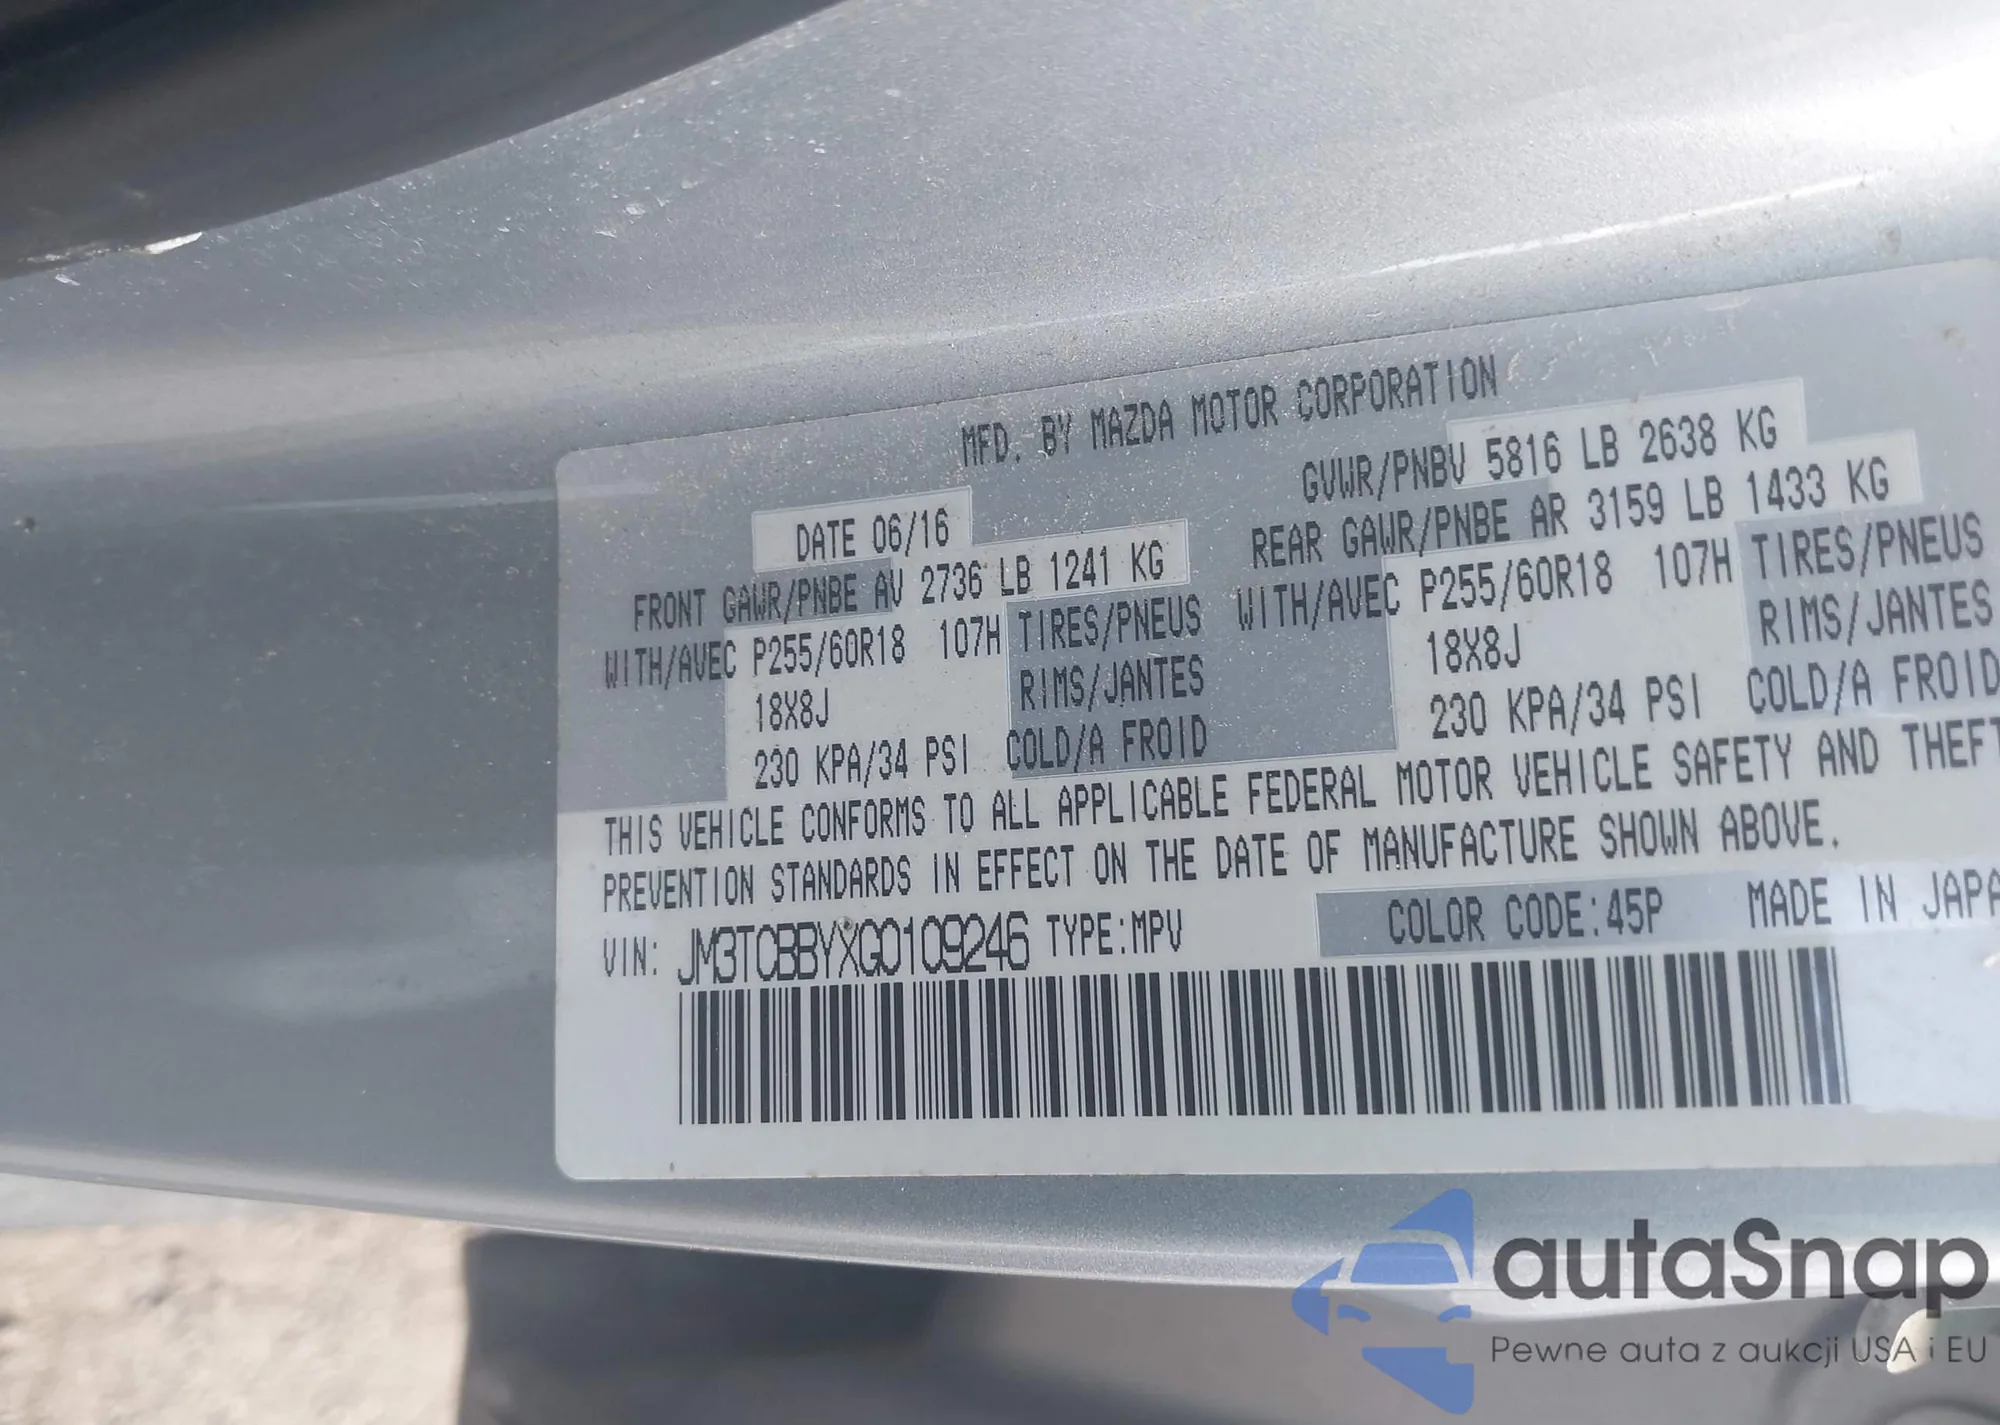 MFD. BY MAZDA MOTOR CORPORATION
DATE 06/16 GVWR/PNBV 5816 LB 2638 KG
FRONT GAWR/PNBE AV 2736 LB 1241 KG REAR GAWR/PNBE AR 3159 LB 1433 KG
WITH/AVEC P255/60R18 107H TIRES/PNEUS WITH/AVEC P255/60R18 107H TIRES/PNEUS
18X8J RIMS/JANTES 18X8J RIMS/JANTES
230 KPA/34 PSI COLD/A FROID 230 KPA/34 PSI COLD/A FROID
THIS VEHICLE CONFORMS TO ALL APPLICABLE FEDERAL MOTOR VEHICLE SAFETY AND THEFT
PREVENTION STANDARDS IN EFFECT ON THE DATE OF MANUFACTURE SHOWN ABOVE.
VIN: JM3TCBBYXG0109246 TYPE:MPV COLOR CODE:45P MADE IN JAPA
autaSnap
Pewne auta z aukcji USA i EU